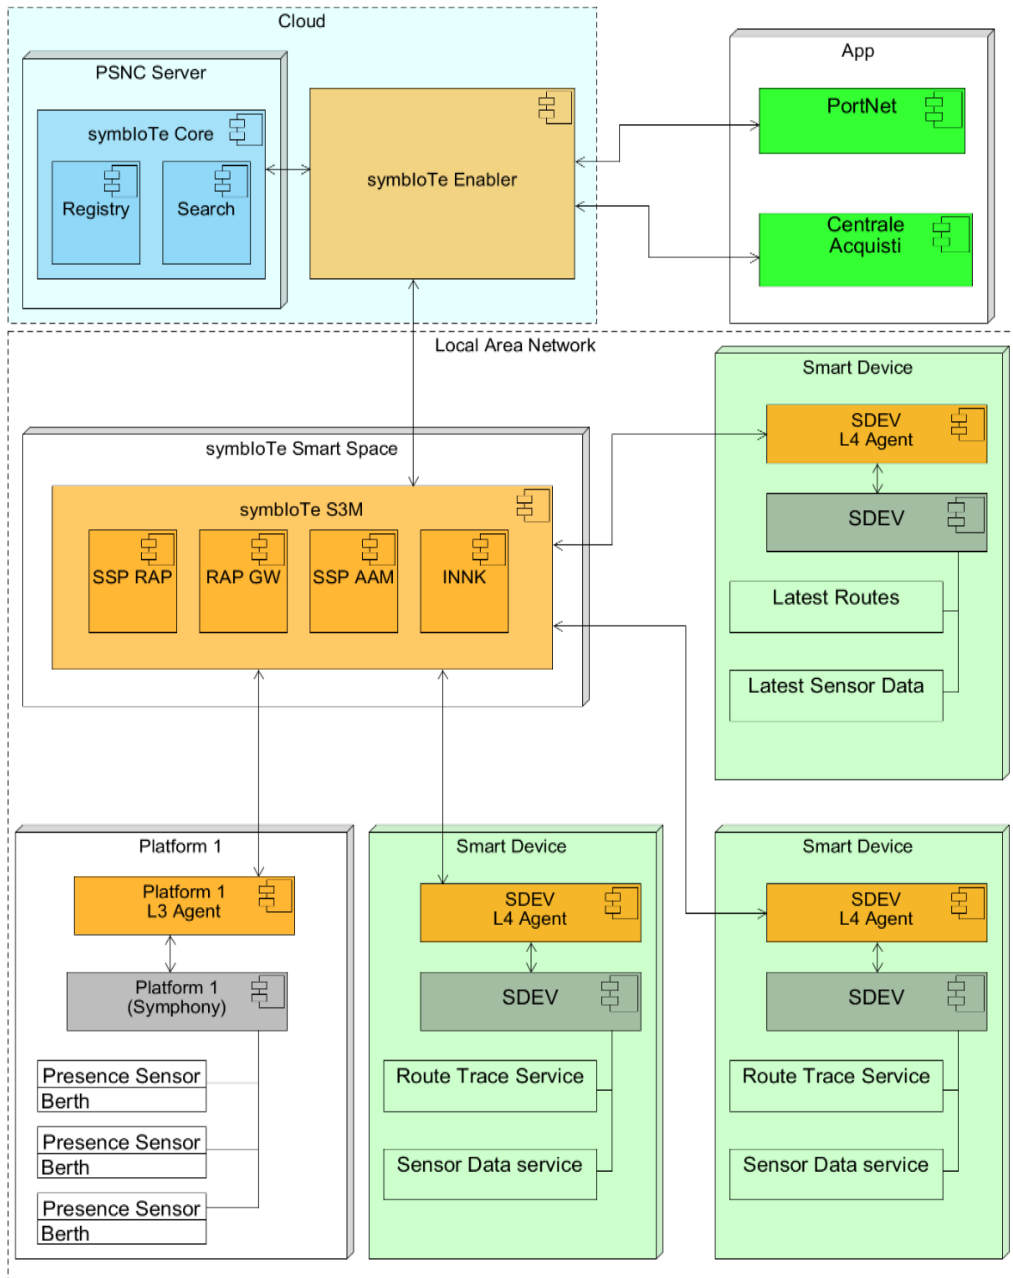 Cloud
PSNC Server
symbIoTe Core
Registry
Search
symbIoTe Enabler
App
PortNet
Centrale
Acquisti
Local Area Network
symbIoTe Smart Space
symbIoTe S3M
SSP RAP
RAP GW
SSP AAM
INNK
Smart Device
SDEV
L4 Agent
SDEV
Latest Routes
Latest Sensor Data
Platform 1
Platform 1
L3 Agent
Platform 1
(Symphony)
Presence Sensor
Berth
Presence Sensor
Berth
Presence Sensor
Berth
Smart Device
SDEV
L4 Agent
SDEV
Route Trace Service
Sensor Data service
Smart Device
SDEV
L4 Agent
SDEV
Route Trace Service
Sensor Data service